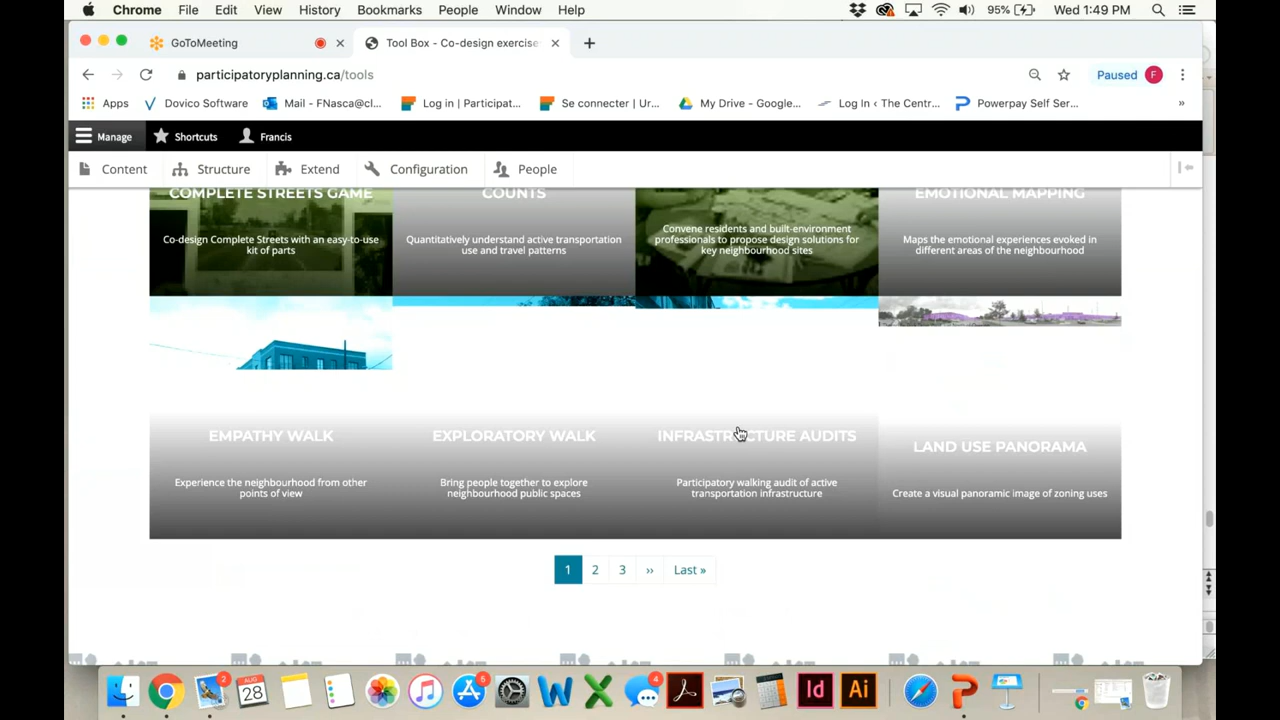 Chrome File Edit View History Bookmarks People Window Help 95% Wed 1:49 PM
GoToMeeting Tool Box - Co-design exercise
participatoryplanning.ca/tools Paused F
Apps Dovico Software Mail - FNasca@cl... Log in | Participat... Se connecter | Ur... My Drive - Google... Log In ‹ The Centr... Powerpay Self Ser... »
Manage Shortcuts Francis
Content Structure Extend Configuration People
COMPLETE STREETS GAME
Co-design Complete Streets with an easy-to-use
kit of parts
COUNTS
Quantitatively understand active transportation
use and travel patterns
Convene residents and built-environment
professionals to propose design solutions for
key neighbourhood sites
EMOTIONAL MAPPING
Maps the emotional experiences evoked in
different areas of the neighbourhood
EMPATHY WALK
Experience the neighbourhood from other
points of view
EXPLORATORY WALK
Bring people together to explore
neighbourhood public spaces
INFRASTRUCTURE AUDITS
Participatory walking audit of active
transportation infrastructure
LAND USE PANORAMA
Create a visual panoramic image of zoning uses
1 2 3 ›› Last »
2 AUG 28 6 4 Id Ai